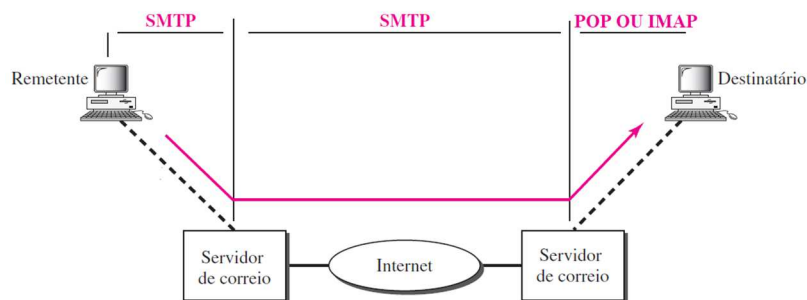 SMTP
SMTP
POP OU IMAP
Remetente
Destinatário
Servidor
de correio
Internet
Servidor
de correio